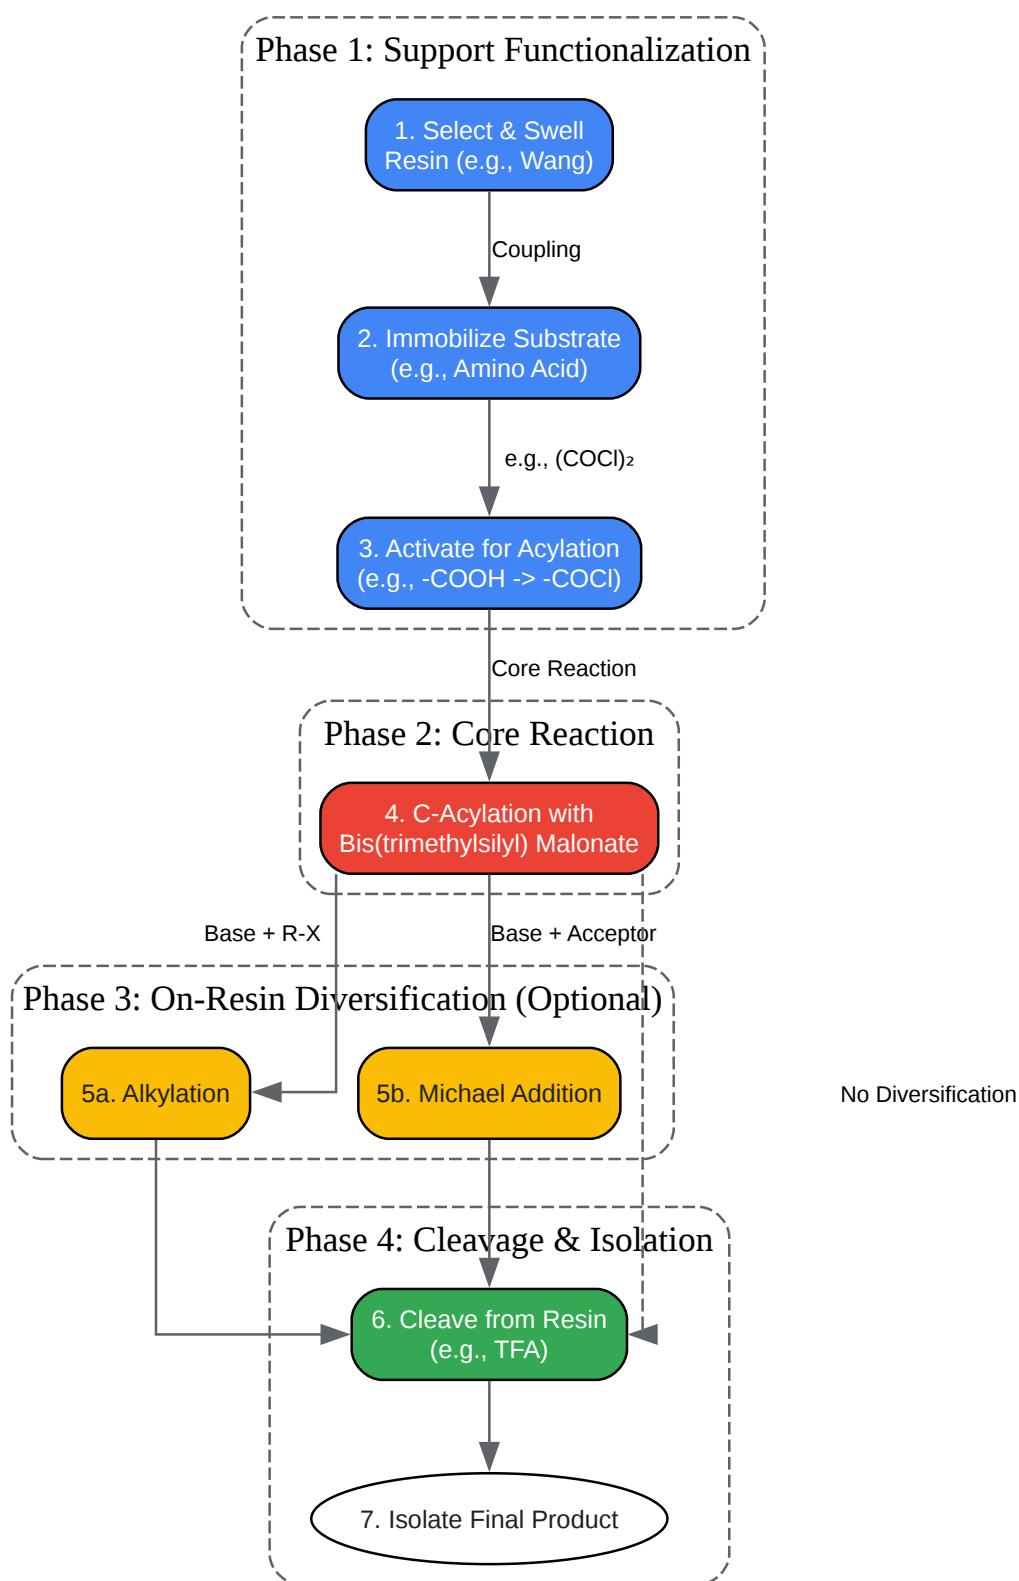 Phase 1: Support Functionalization
1. Select & Swell
Resin (e.g., Wang)
Coupling
2. Immobilize Substrate
(e.g., Amino Acid)
e.g., (COCl)₂
3. Activate for Acylation
(e.g., -COOH -> -COCl)
Core Reaction
Phase 2: Core Reaction
4. C-Acylation with
Bis(trimethylsilyl) Malonate
Base + R-X
Base + Acceptor
Phase 3: On-Resin Diversification (Optional)
5a. Alkylation
5b. Michael Addition
No Diversification
Phase 4: Cleavage & Isolation
6. Cleave from Resin
(e.g., TFA)
7. Isolate Final Product